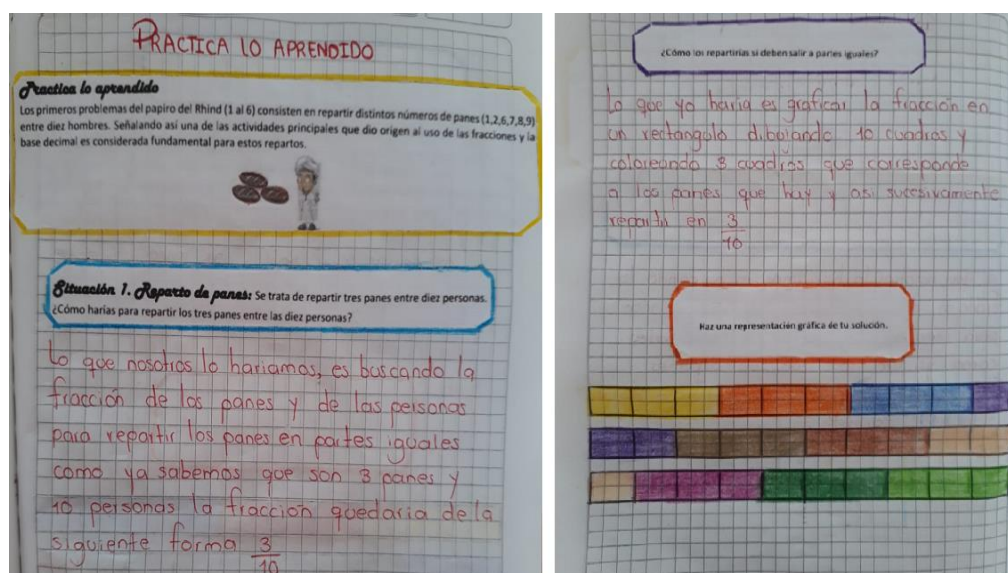 PRACTICA LO APRENDIDO
Practica lo aprendido
Los primeros problemas del papiro del Rhind (1 al 6) consisten en repartir distintos números de panes (1,2,6,7,8,9)
entre diez hombres. Señalando así una de las actividades principales que dio origen al uso de las fracciones y la
base decimal es considerada fundamental para estos repartos.
Situación 1. Reparto de panes: Se trata de repartir tres panes entre diez personas.
¿Cómo harías para repartir los tres panes entre las diez personas?
Lo que nosotros lo hariamos, es buscando la
fracción de los panes y de las personas
para repartir los panes en partes iguales
como ya sabemos que son 3 panes y
10 personas la fracción quedaria de la
siguiente forma 3/10
¿Cómo los repartirías si deben salir a partes iguales?
Lo que yo haria es graficar la fracción en
un rectangulo dibujando 10 cuadros y
coloreando 3 cuadros que corresponde
a los panes que hay y asi sucesivamente
repartir en 3/10
Haz una representación gráfica de tu solución.